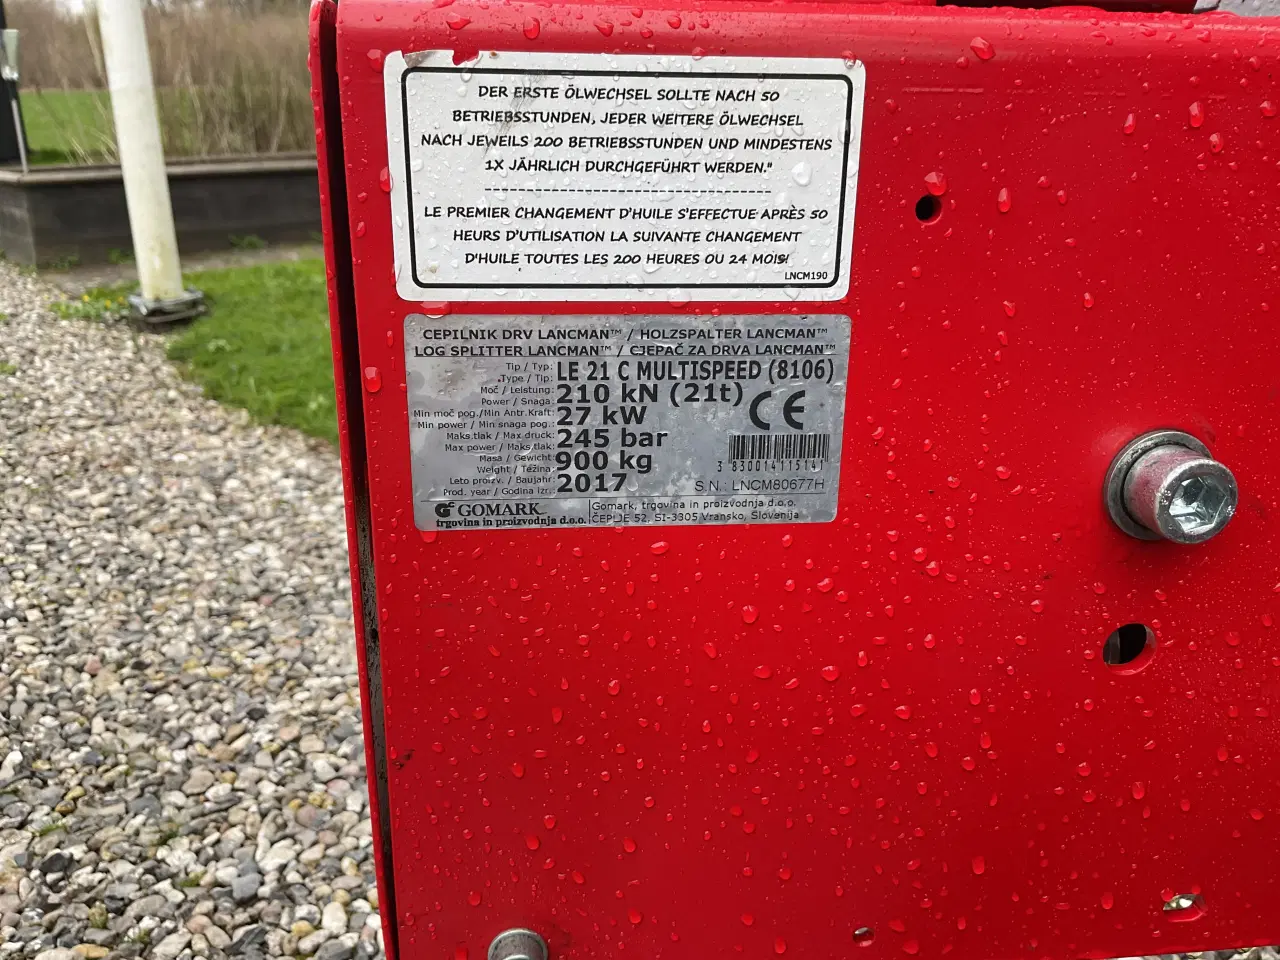 DER ERSTE ÖLWECHSEL SOLLTE NACH 50
BETRIEBSSTUNDEN, JEDER WEITERE ÖLWECHSEL
NACH JEWEILS 200 BETRIEBSSTUNDEN UND MINDESTENS
1X JÄHRLICH DURCHGEFÜHRT WERDEN."
LE PREMIER CHANGEMENT D'HUILE S'EFFECTUE APRÈS 50
HEURS D'UTILISATION LA SUIVANTE CHANGEMENT
D'HUILE TOUTES LES 200 HEURES OU 24 MOIS!
LNCM190
CEPILNIK DRV LANCMAN™ / HOLZSPALTER LANCMAN™
LOG SPLITTER LANCMAN™ / CJEPAČ ZA DRVA LANCMAN™
Tip / Typ:
Type / Tip:
LE 21 C MULTISPEED (8106)
Moč / Leistung:
Power / Snaga:
210 kN (21t)
Min moč pog./Min Antr.Kraft:
Min power / Min snaga pog.:
27 kW
Maks.tlak / Max druck:
Max power / Maks.tlak:
245 bar
Masa / Gewicht:
Weight / Težina:
900 kg
Leto proizv. / Baujahr:
Prod. year / Godina izr.:
2017
CE
3 830014 115141
S.N.: LNCM80677H
GOMARK
trgovina in proizvodnja d.o.o.
Gomark, trgovina in proizvodnja d.o.o.
ČEPLJE 52, SI-3305 Vransko, Slovenija